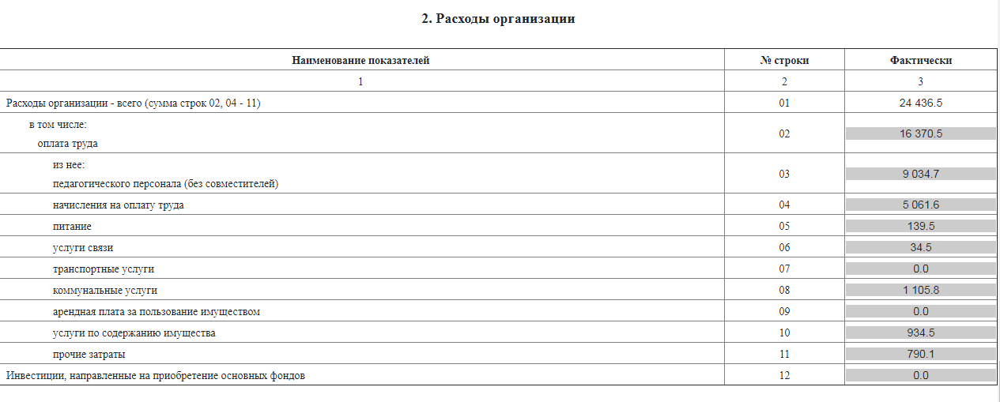 2. Расходы организации
Наименование показателей № строки Фактически
1 2 3
Расходы организации - всего (сумма строк 02, 04 - 11) 01 24 436.5
в том числе:
оплата труда 02 16 370.5
из нее:
педагогического персонала (без совместителей) 03 9 034.7
начисления на оплату труда 04 5 061.6
питание 05 139.5
услуги связи 06 34.5
транспортные услуги 07 0.0
коммунальные услуги 08 1 105.8
арендная плата за пользование имуществом 09 0.0
услуги по содержанию имущества 10 934.5
прочие затраты 11 790.1
Инвестиции, направленные на приобретение основных фондов 12 0.0